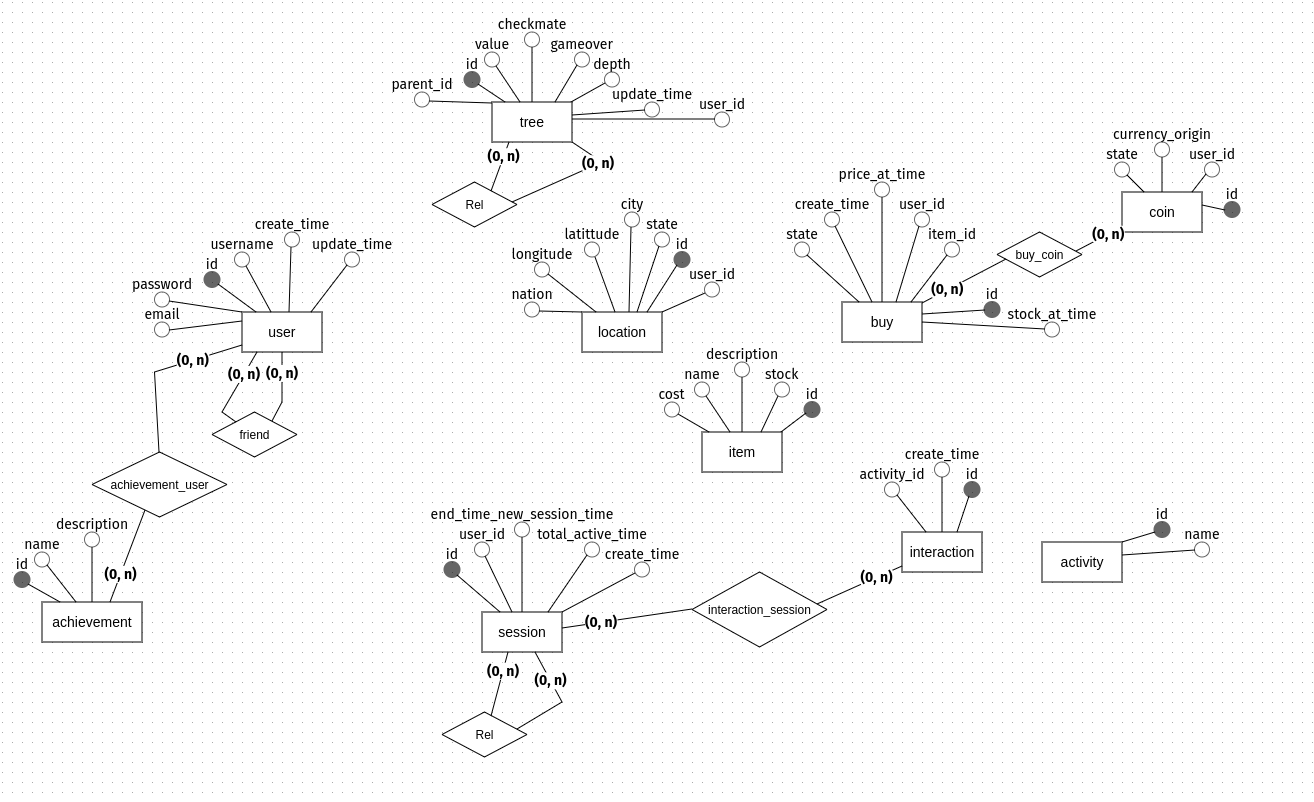 checkmate
value
gameover
id
depth
parent_id
update_time
user_id
tree
(0, n)
(0, n)
Rel
currency_origin
state
user_id
id
coin
(0, n)
buy_coin
price_at_time
create_time
user_id
state
item_id
(0, n)
id
stock_at_time
buy
city
latittude
state
longitude
id
user_id
nation
location
create_time
username
update_time
id
password
email
user
(0, n)
(0, n)
(0, n)
friend
achievement_user
description
name
id
(0, n)
achievement
description
name
stock
cost
id
item
create_time
activity_id
id
interaction
(0, n)
id
name
activity
end_time_new_session_time
user_id
total_active_time
id
create_time
session
(0, n)
interaction_session
(0, n)
(0, n)
Rel